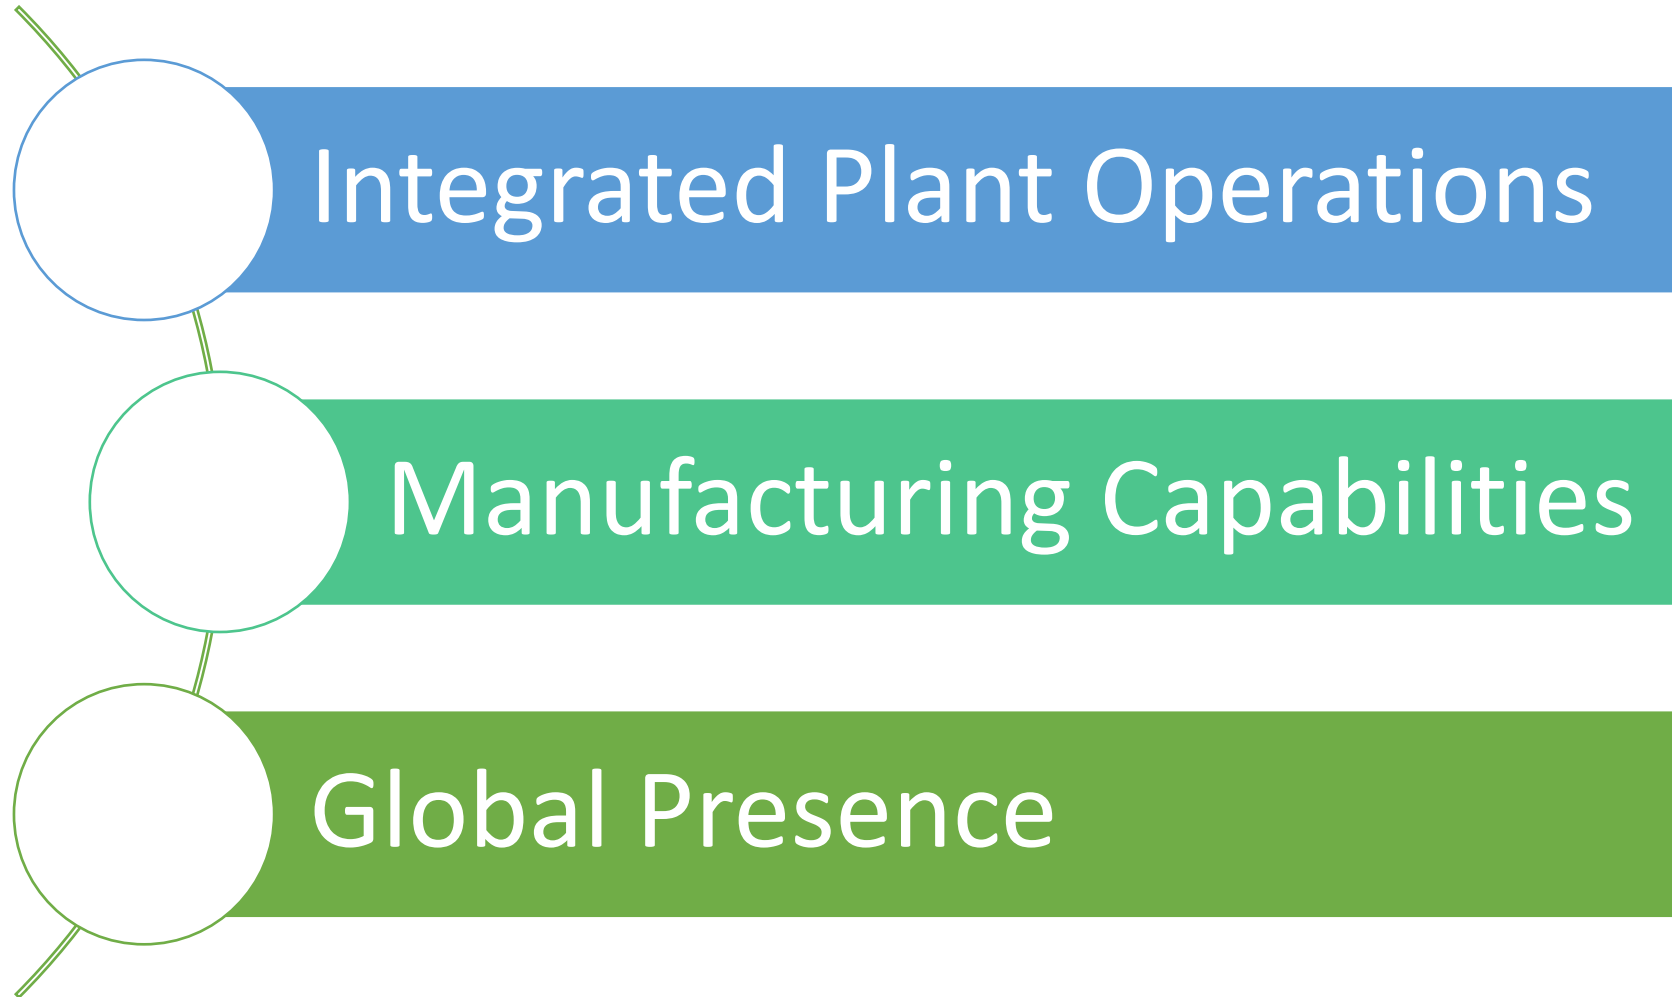 Integrated Plant Operations
Manufacturing Capabilities
Global Presence